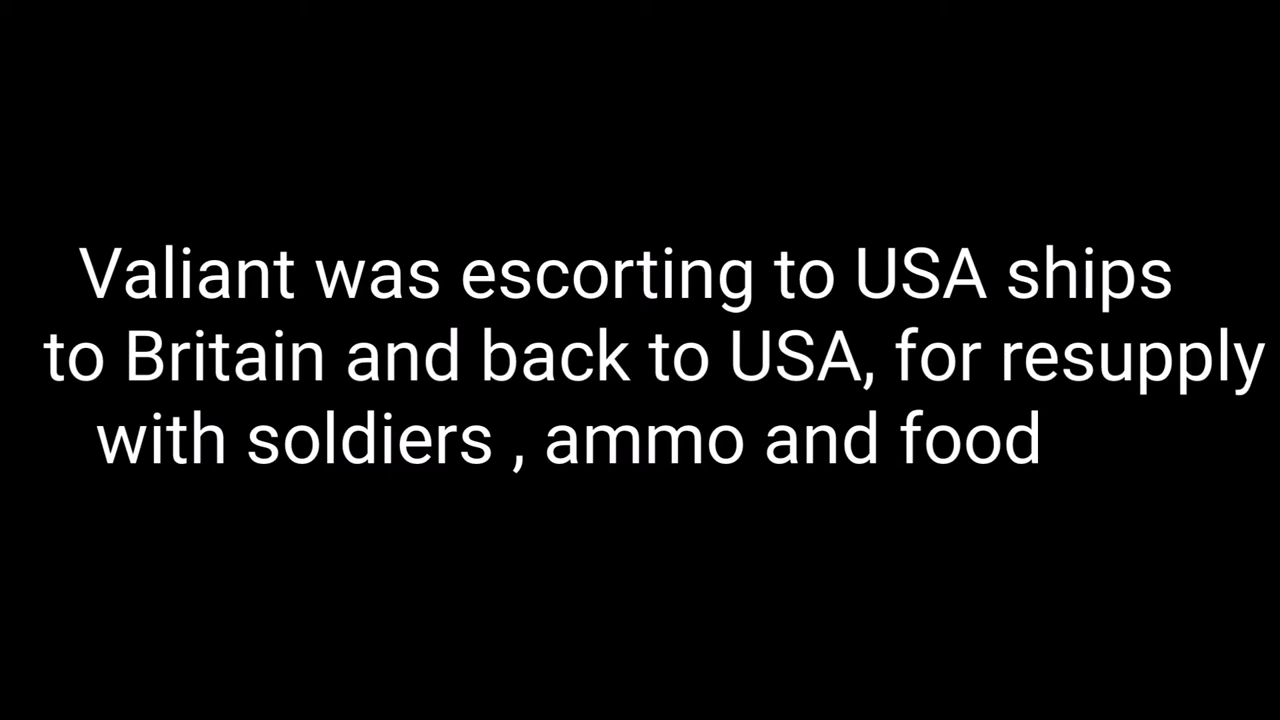 Valiant was escorting to USA ships
to Britain and back to USA, for resupply
with soldiers , ammo and food